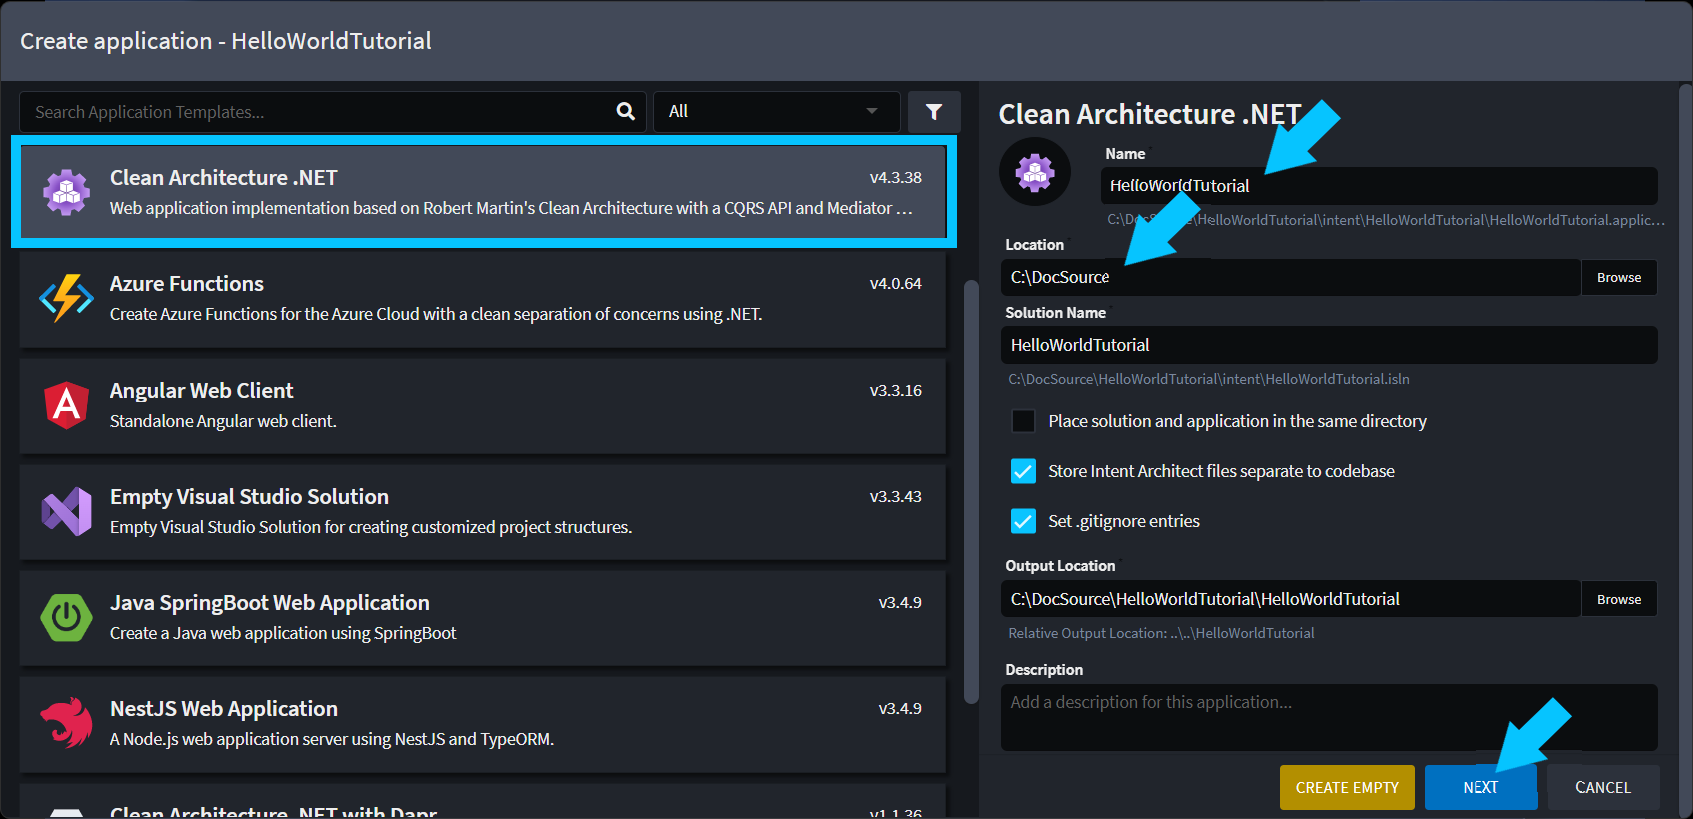 Create application - HelloWorldTutorial
Search Application Templates...
All
Clean Architecture .NET
v4.3.38
Web application implementation based on Robert Martin's Clean Architecture with a CQRS API and Mediator ...
Azure Functions
v4.0.64
Create Azure Functions for the Azure Cloud with a clean separation of concerns using .NET.
Angular Web Client
v3.3.16
Standalone Angular web client.
Empty Visual Studio Solution
v3.3.43
Empty Visual Studio Solution for creating customized project structures.
Java SpringBoot Web Application
v3.4.9
Create a Java web application using SpringBoot
NestJS Web Application
v3.4.9
A Node.js web application server using NestJS and TypeORM.
Clean Architecture .NET with Dapr
v1.1.36
Clean Architecture .NET
Name
HelloWorldTutorial
C:\DocSource\HelloWorldTutorial\intent\HelloWorldTutorial\HelloWorldTutorial.applic...
Location
C:\DocSource
Browse
Solution Name
HelloWorldTutorial
C:\DocSource\HelloWorldTutorial\intent\HelloWorldTutorial.isln
Place solution and application in the same directory
Store Intent Architect files separate to codebase
Set .gitignore entries
Output Location
C:\DocSource\HelloWorldTutorial\HelloWorldTutorial
Browse
Relative Output Location: ..\..\HelloWorldTutorial
Description
Add a description for this application...
CREATE EMPTY
NEXT
CANCEL